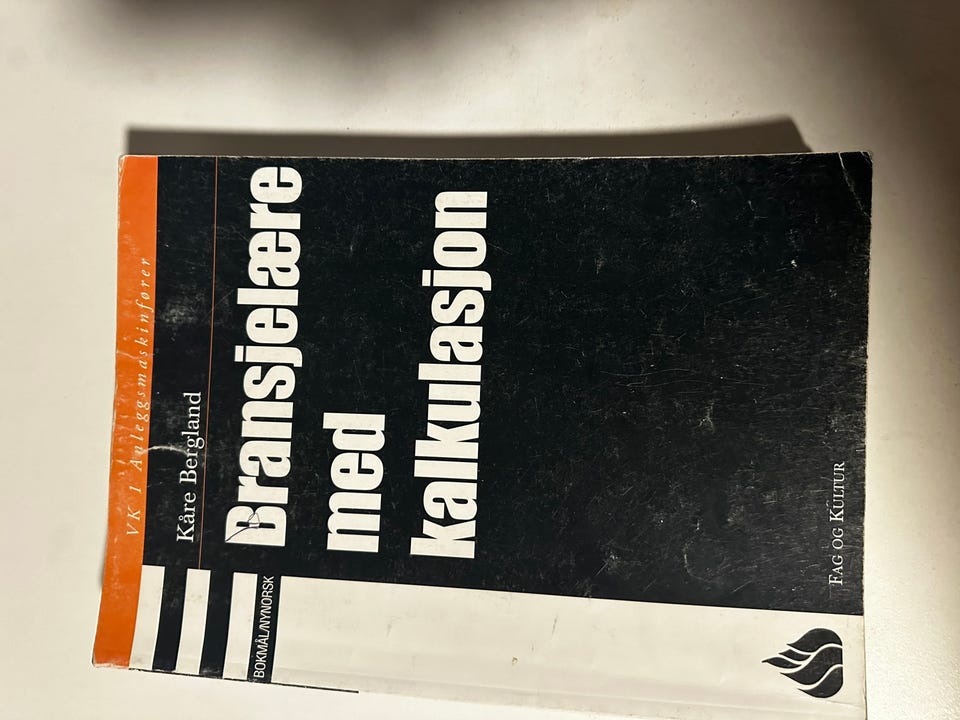 VK 1 Anleggsmaskinfører
Kåre Bergland
Bransjelære
med
kalkulasjon
BOKMÅL/NYNORSK
FAG OG KULTUR